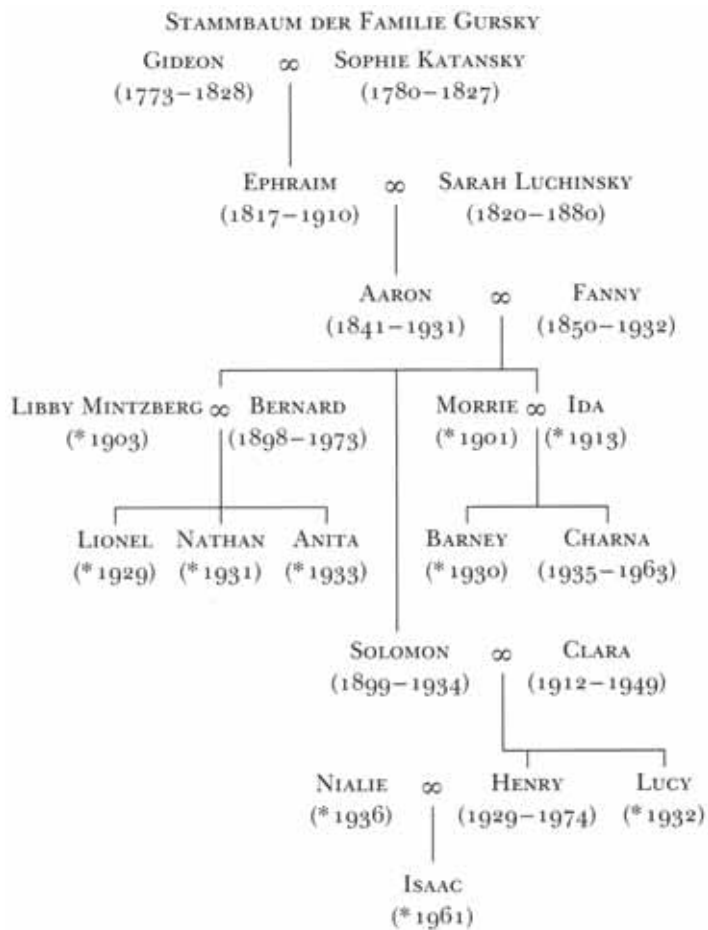 STAMMBAUM DER FAMILIE GURSKY
GIDEON ∞ SOPHIE KATANSKY
(1773–1828) (1780–1827)
EPHRAIM ∞ SARAH LUCHINSKY
(1817–1910) (1820–1880)
AARON ∞ FANNY
(1841–1931) (1850–1932)
LIBBY MINTZBERG ∞ BERNARD MORRIE ∞ IDA
(*1903) (1898–1973) (*1901) (*1913)
LIONEL NATHAN ANITA BARNEY CHARNA
(*1929) (*1931) (*1933) (*1930) (1935–1963)
SOLOMON ∞ CLARA
(1899–1934) (1912–1949)
NIALIE ∞ HENRY LUCY
(*1936) (1929–1974) (*1932)
ISAAC
(*1961)